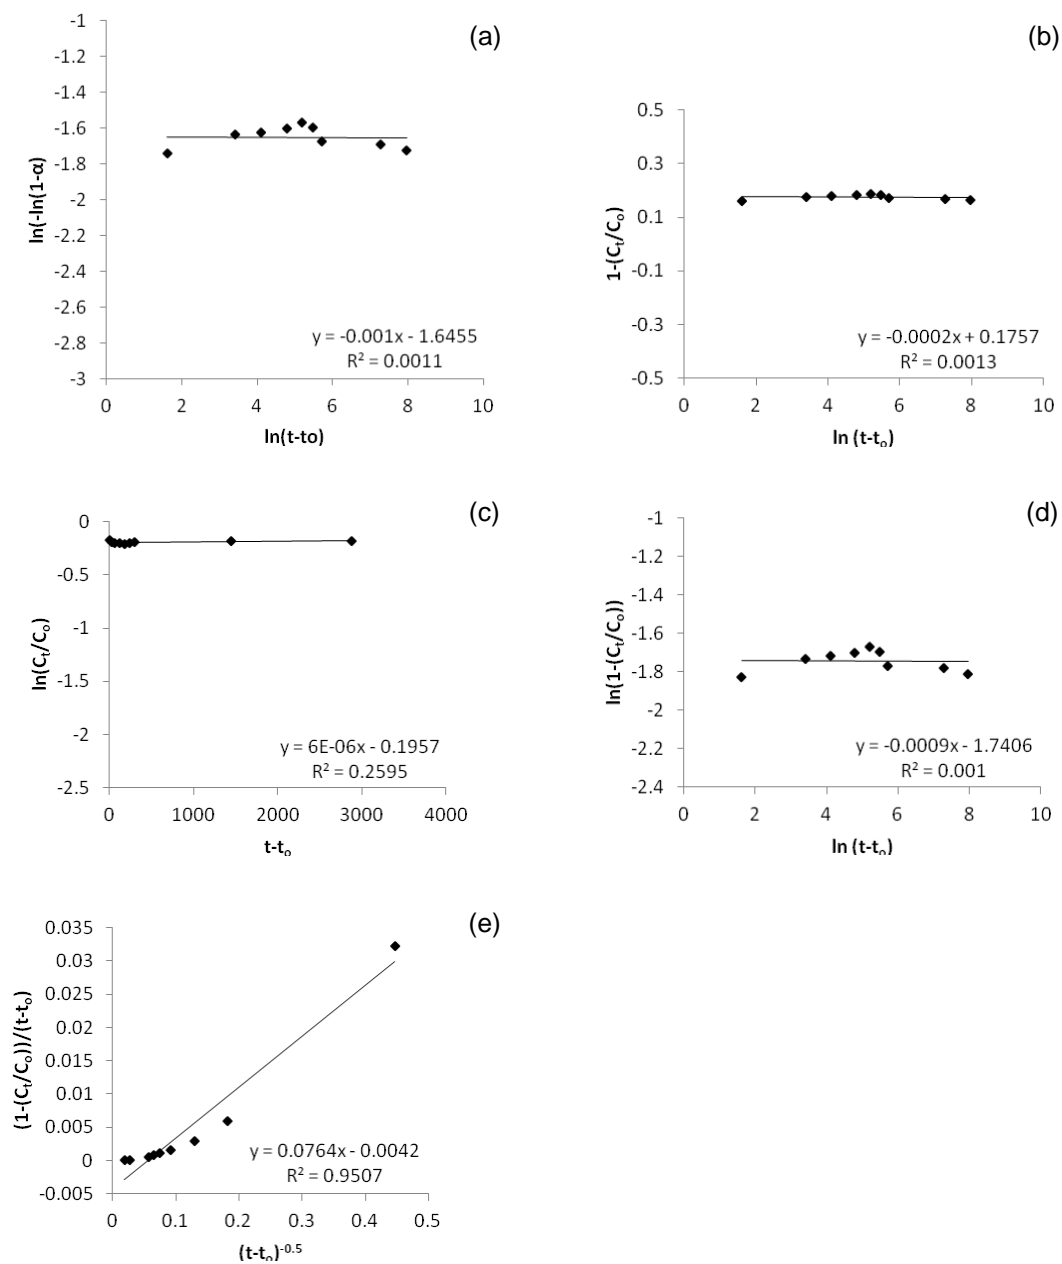 (a)
-1
-1.2
-1.4
-1.6
-1.8
-2
-2.2
-2.4
-2.6
-2.8
-3
ln(-ln(1-α)
y = -0.001x - 1.6455
R² = 0.0011
0 2 4 6 8 10
ln(t-to)
(b)
0.5
0.3
0.1
-0.1
-0.3
-0.5
1-(Cₜ/Cₒ)
y = -0.0002x + 0.1757
R² = 0.0013
0 2 4 6 8 10
ln (t-tₒ)
(c)
0
-0.5
-1
-1.5
-2
-2.5
ln(Cₜ/Cₒ)
y = 6E-06x - 0.1957
R² = 0.2595
0 1000 2000 3000 4000
t-tₒ
(d)
-1
-1.2
-1.4
-1.6
-1.8
-2
-2.2
-2.4
ln(1-(Cₜ/Cₒ))
y = -0.0009x - 1.7406
R² = 0.001
0 2 4 6 8 10
ln (t-tₒ)
(e)
0.035
0.03
0.025
0.02
0.015
0.01
0.005
0
-0.005
(1-(Cₜ/Cₒ))/(t-tₒ)
y = 0.0764x - 0.0042
R² = 0.9507
0 0.1 0.2 0.3 0.4 0.5
(t-tₒ)⁻⁰·⁵